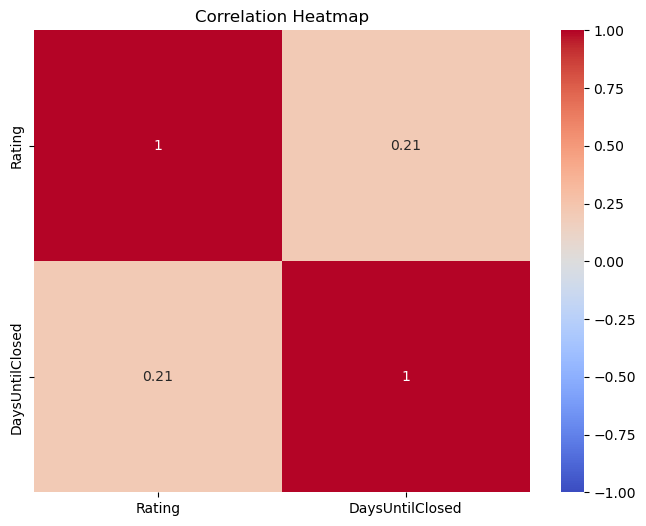 Correlation Heatmap
Rating
DaysUntilClosed
1
0.21
0.21
1
Rating
DaysUntilClosed
1.00
0.75
0.50
0.25
0.00
−0.25
−0.50
−0.75
−1.00